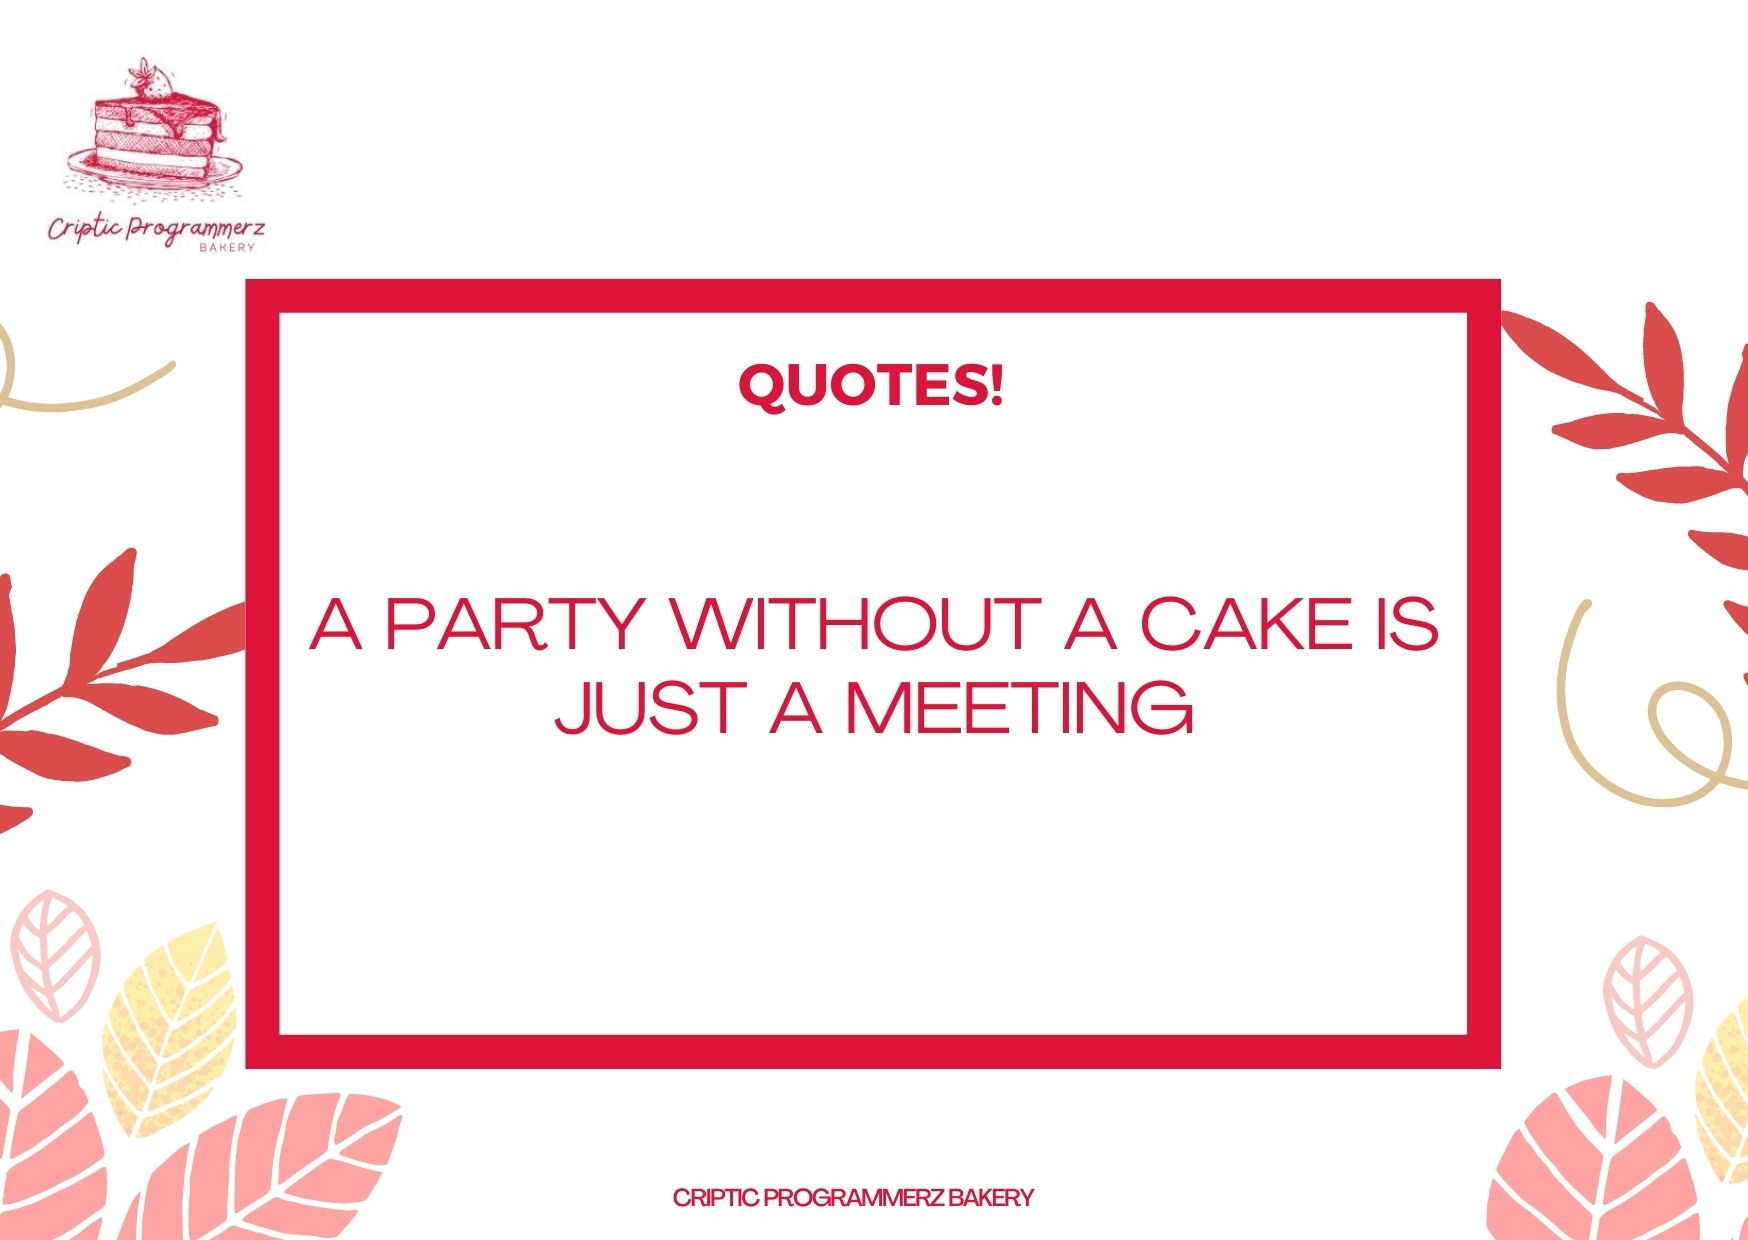 Criptic Programmerz
BAKERY
QUOTES!
A PARTY WITHOUT A CAKE IS
JUST A MEETING
CRIPTIC PROGRAMMERZ BAKERY